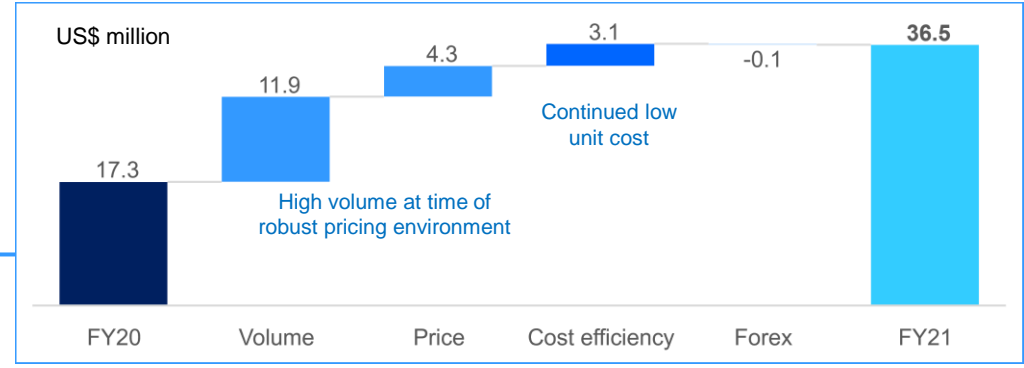 US$ million
17.3
11.9
4.3
3.1
-0.1
36.5
Continued low
unit cost
High volume at time of
robust pricing environment
FY20
Volume
Price
Cost efficiency
Forex
FY21